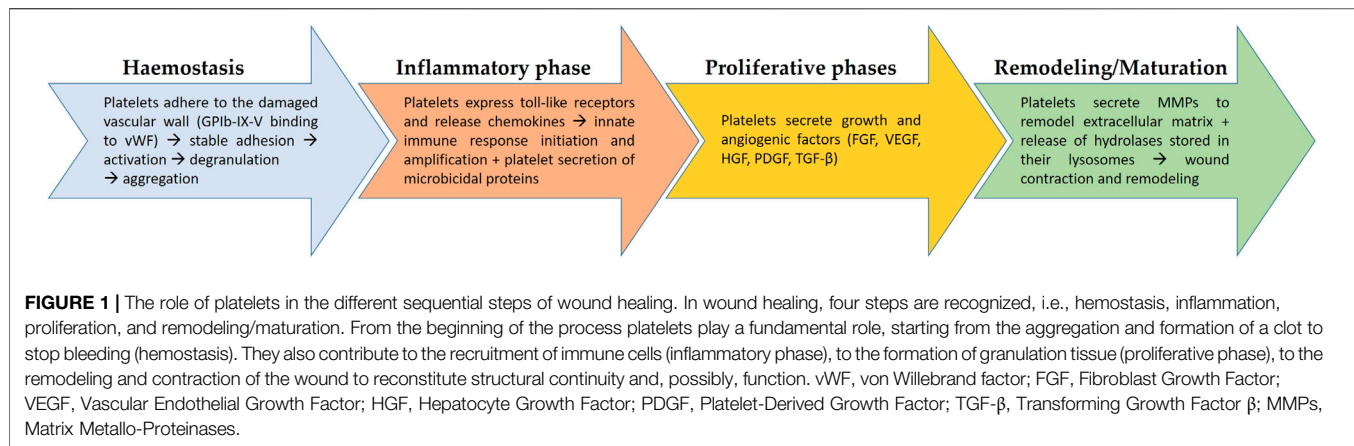 Haemostasis
Platelets adhere to the damaged
vascular wall (GPIb-IX-V binding
to vWF) → stable adhesion →
activation → degranulation
→ aggregation
Inflammatory phase
Platelets express toll-like receptors
and release chemokines → innate
immune response initiation and
amplification + platelet secretion of
microbicidal proteins
Proliferative phases
Platelets secrete growth and
angiogenic factors (FGF, VEGF,
HGF, PDGF, TGF-β)
Remodeling/Maturation
Platelets secrete MMPs to
remodel extracellular matrix +
release of hydrolases stored in
their lysosomes → wound
contraction and remodeling
FIGURE 1 | The role of platelets in the different sequential steps of wound healing. In wound healing, four steps are recognized, i.e., hemostasis, inflammation,
proliferation, and remodeling/maturation. From the beginning of the process platelets play a fundamental role, starting from the aggregation and formation of a clot to
stop bleeding (hemostasis). They also contribute to the recruitment of immune cells (inflammatory phase), to the formation of granulation tissue (proliferative phase), to the
remodeling and contraction of the wound to reconstitute structural continuity and, possibly, function. vWF, von Willebrand factor; FGF, Fibroblast Growth Factor;
VEGF, Vascular Endothelial Growth Factor; HGF, Hepatocyte Growth Factor; PDGF, Platelet-Derived Growth Factor; TGF-β, Transforming Growth Factor β; MMPs,
Matrix Metallo-Proteinases.